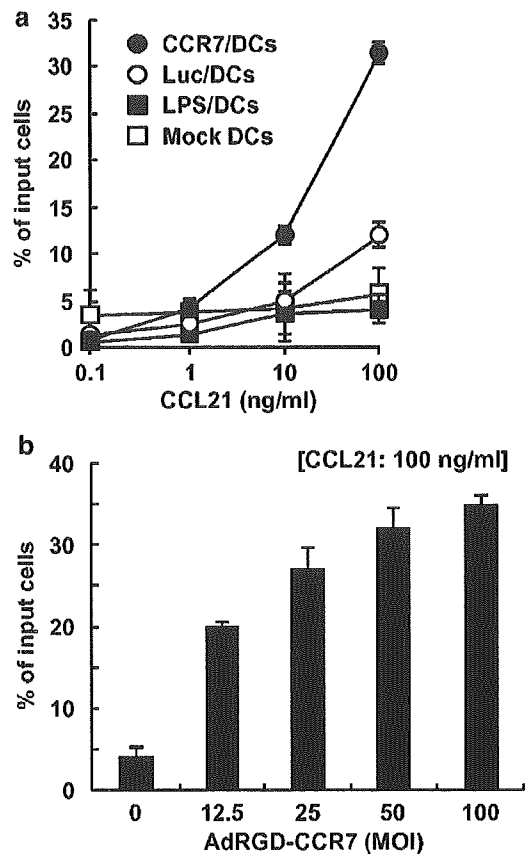 a
35
30
25
20
15
10
5
0
% of input cells
CCR7/DCs
Luc/DCs
LPS/DCs
Mock DCs
0.1 1 10 100
CCL21 (ng/ml)
b
[CCL21: 100 ng/ml]
40
30
20
10
0
% of input cells
0 12.5 25 50 100
AdRGD-CCR7 (MOI)